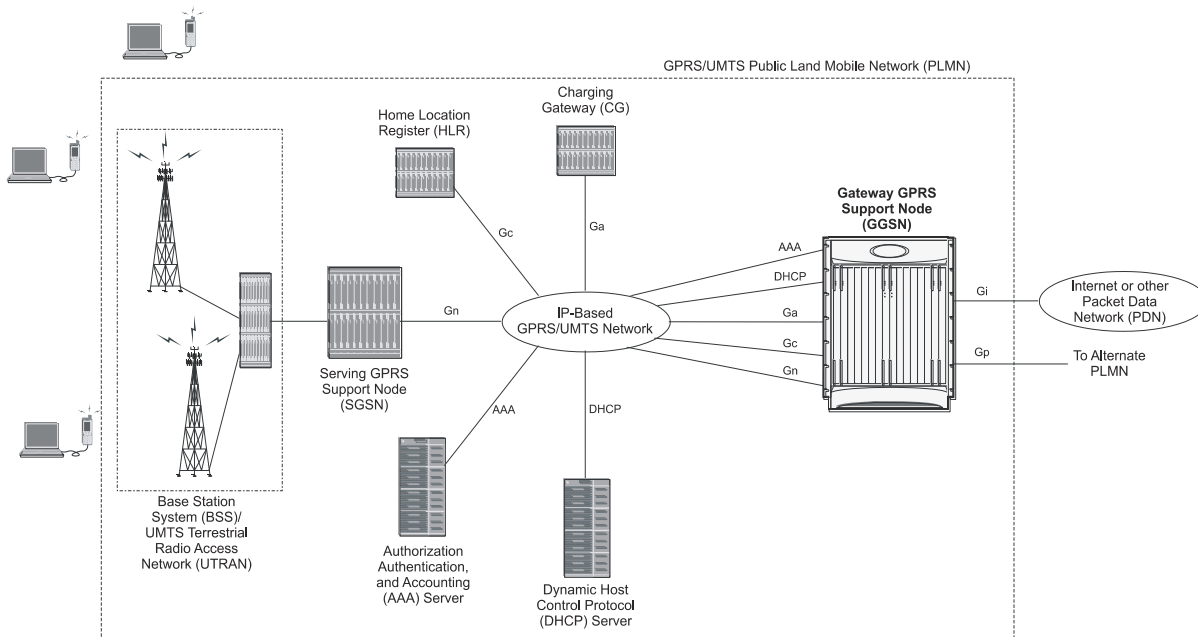 GPRS/UMTS Public Land Mobile Network (PLMN)
Home Location
Register (HLR)
Charging
Gateway (CG)
Gateway GPRS
Support Node
(GGSN)
Gc
Ga
AAA
DHCP
Ga
Gc
Gn
Gi
Gp
Internet or other
Packet Data
Network (PDN)
To Alternate
PLMN
Gn
IP-Based
GPRS/UMTS Network
Serving GPRS
Support Node
(SGSN)
AAA
DHCP
Base Station
System (BSS)/
UMTS Terrestrial
Radio Access
Network (UTRAN)
Authorization
Authentication,
and Accounting
(AAA) Server
Dynamic Host
Control Protocol
(DHCP) Server